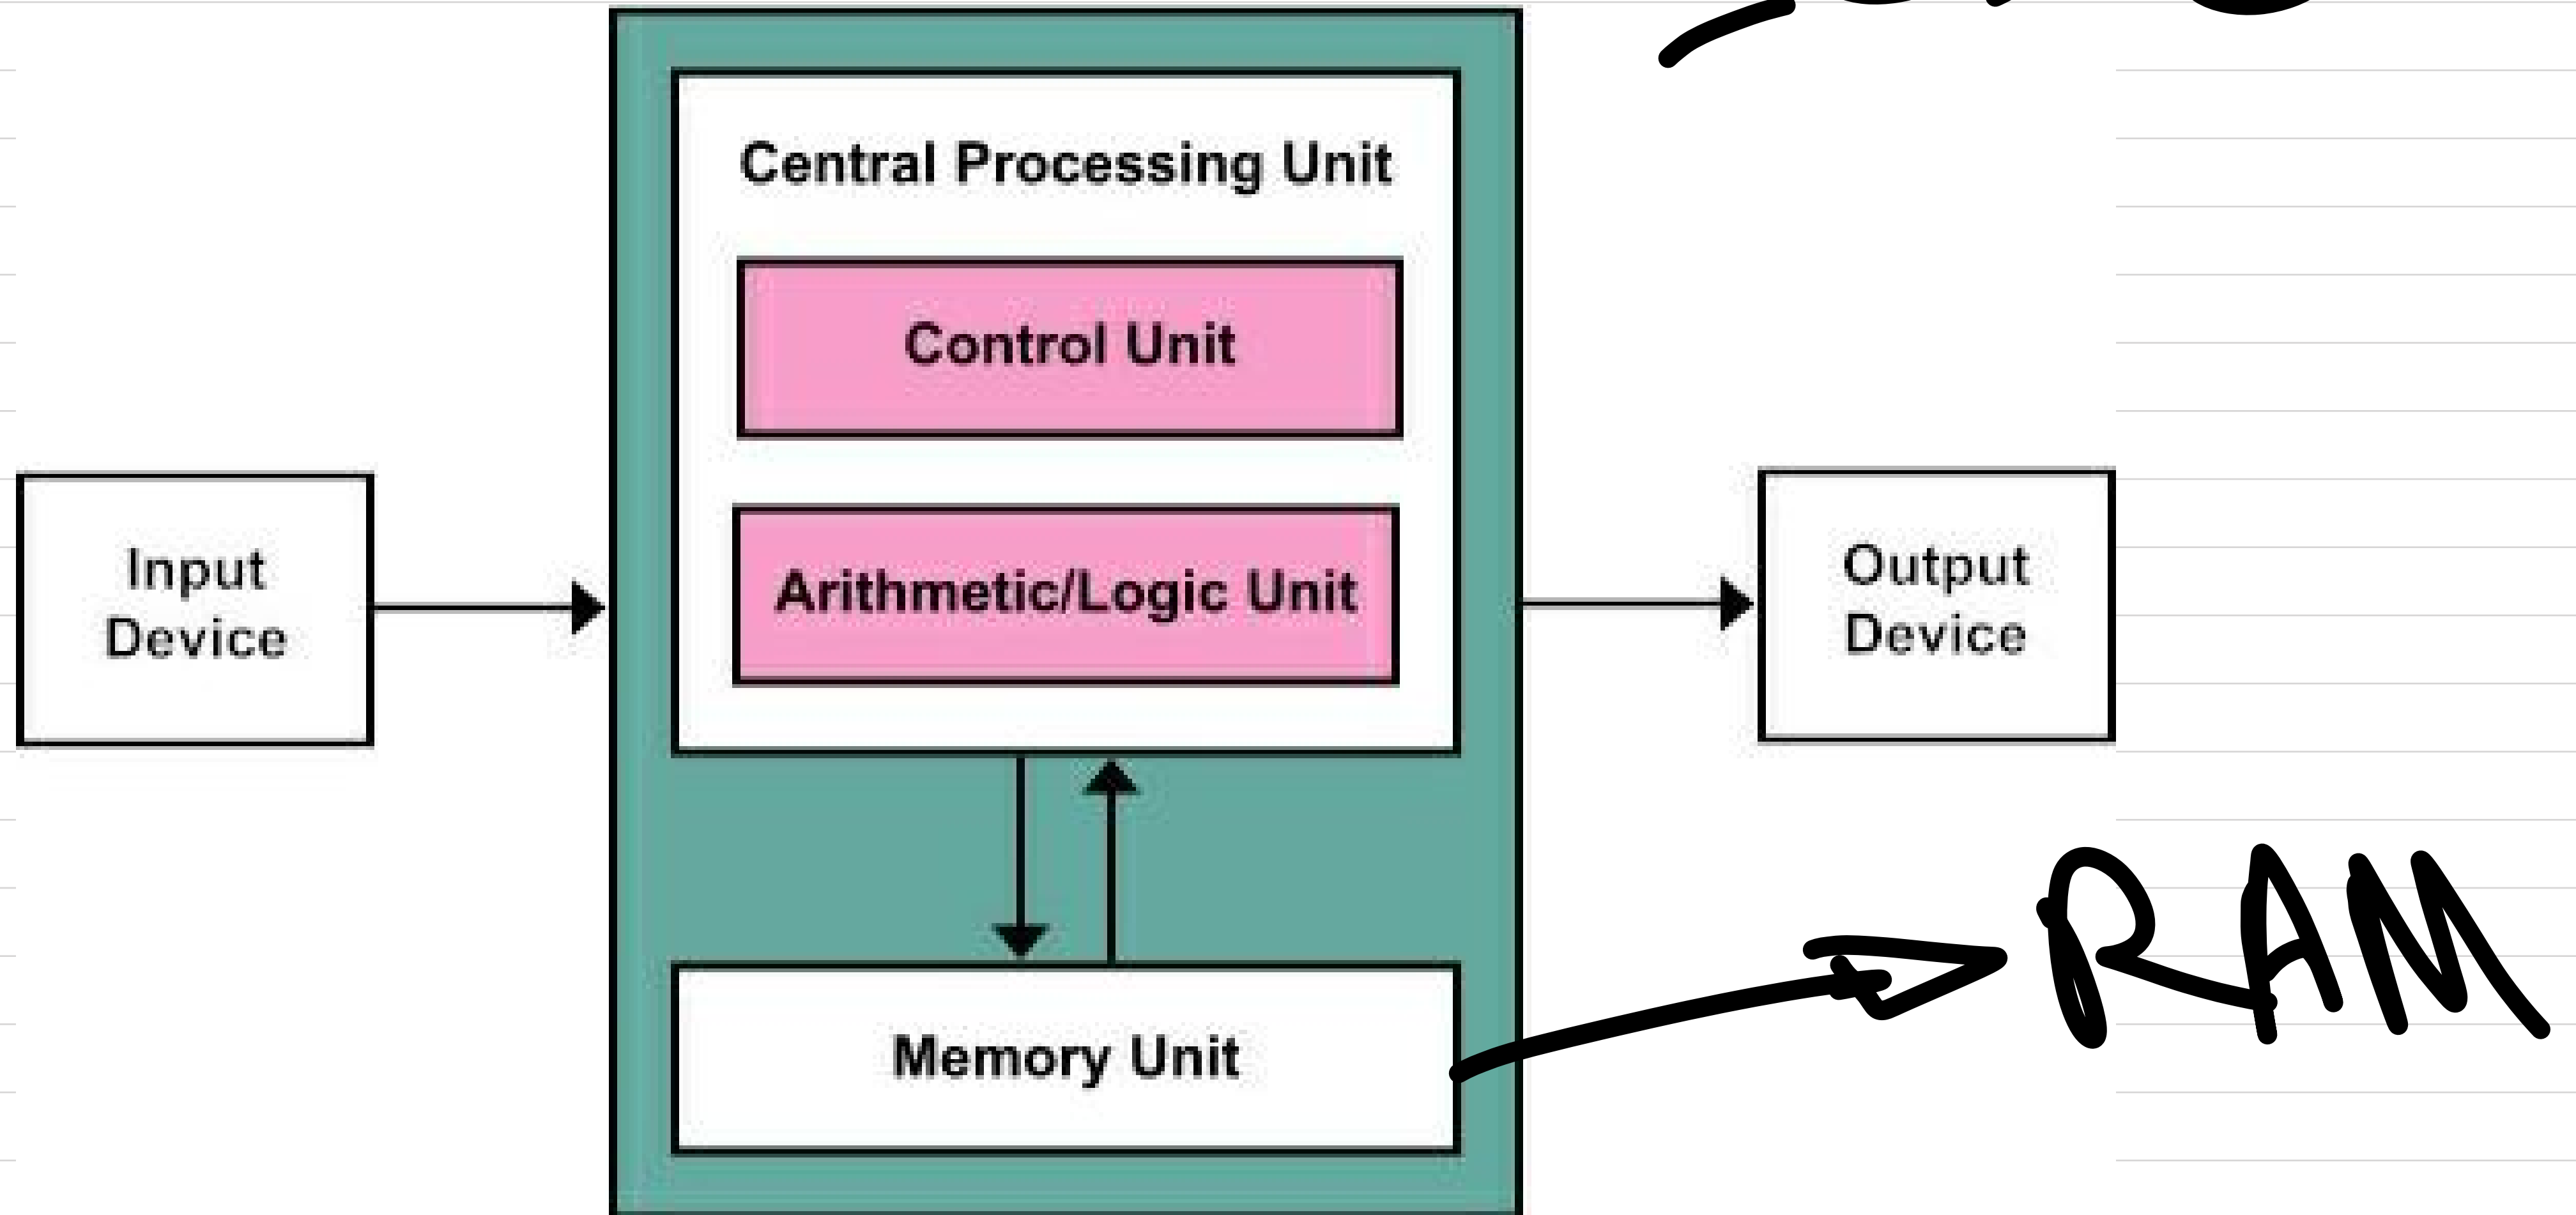 Central Processing Unit
Control Unit
Arithmetic/Logic Unit
Input
Device
Output
Device
Memory Unit
RAM